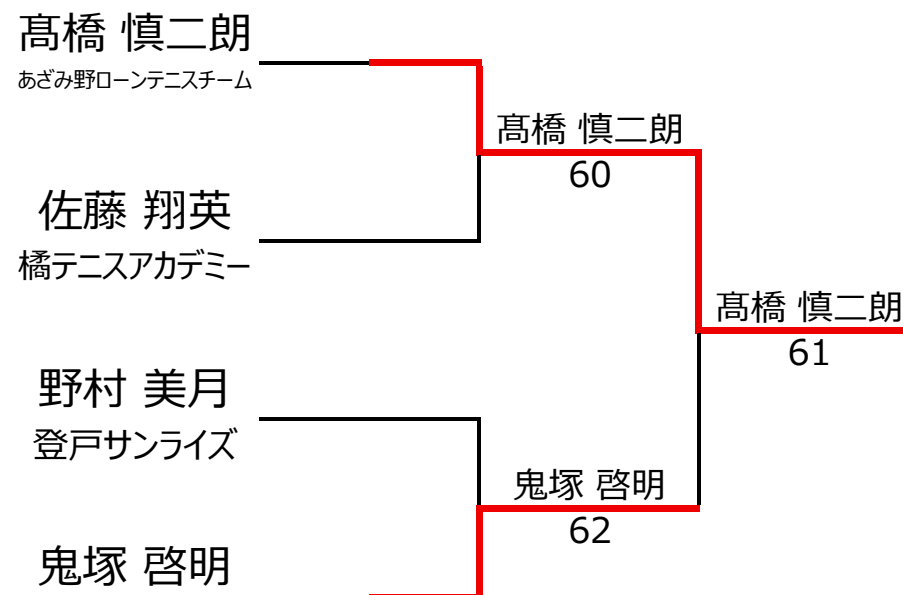 髙橋 慎二朗
あざみ野ローンテニスチーム
髙橋 慎二朗
60
佐藤 翔英
橘テニスアカデミー
髙橋 慎二朗
61
野村 美月
登戸サンライズ
鬼塚 啓明
62
鬼塚 啓明